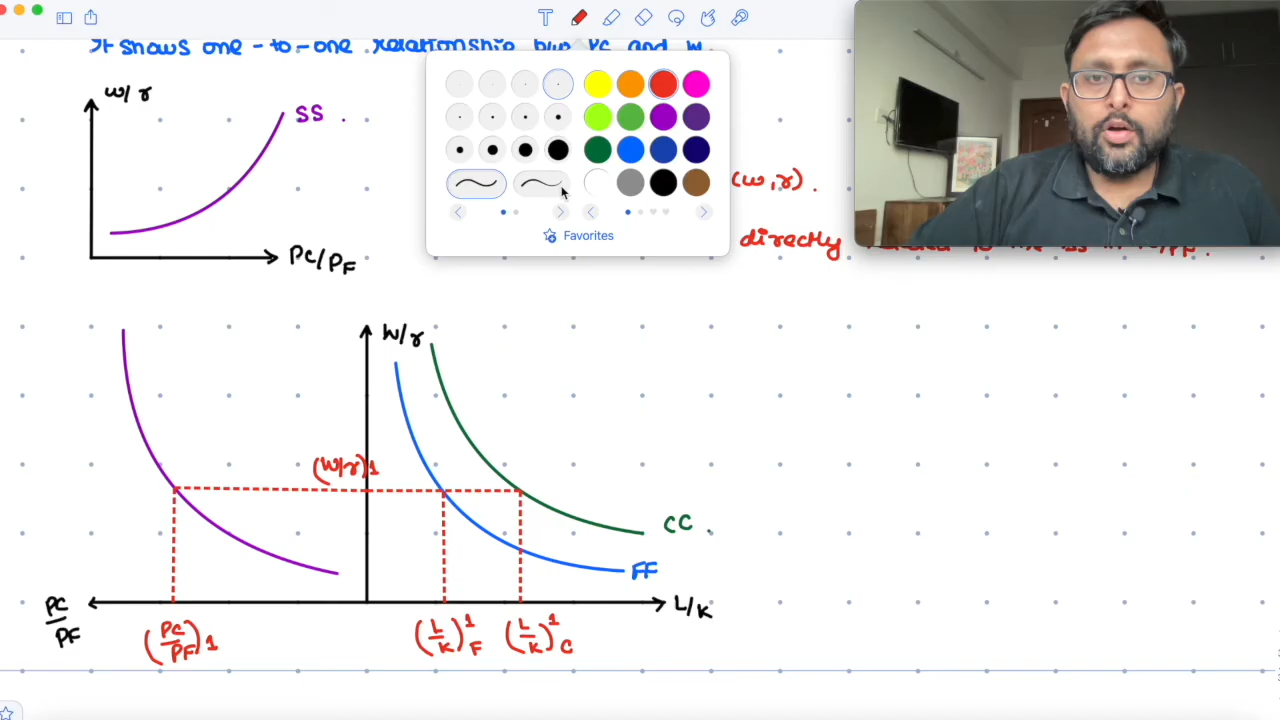 It shows one-to-one relationship b/w Pc and
w/r
SS .
(w,r).
PC/PF
directly
W/r
(W/r)1
CC .
FF
PC
PF
L/K
(PC/PF)1
(L/K)¹F
(L/K)¹C
Favorites